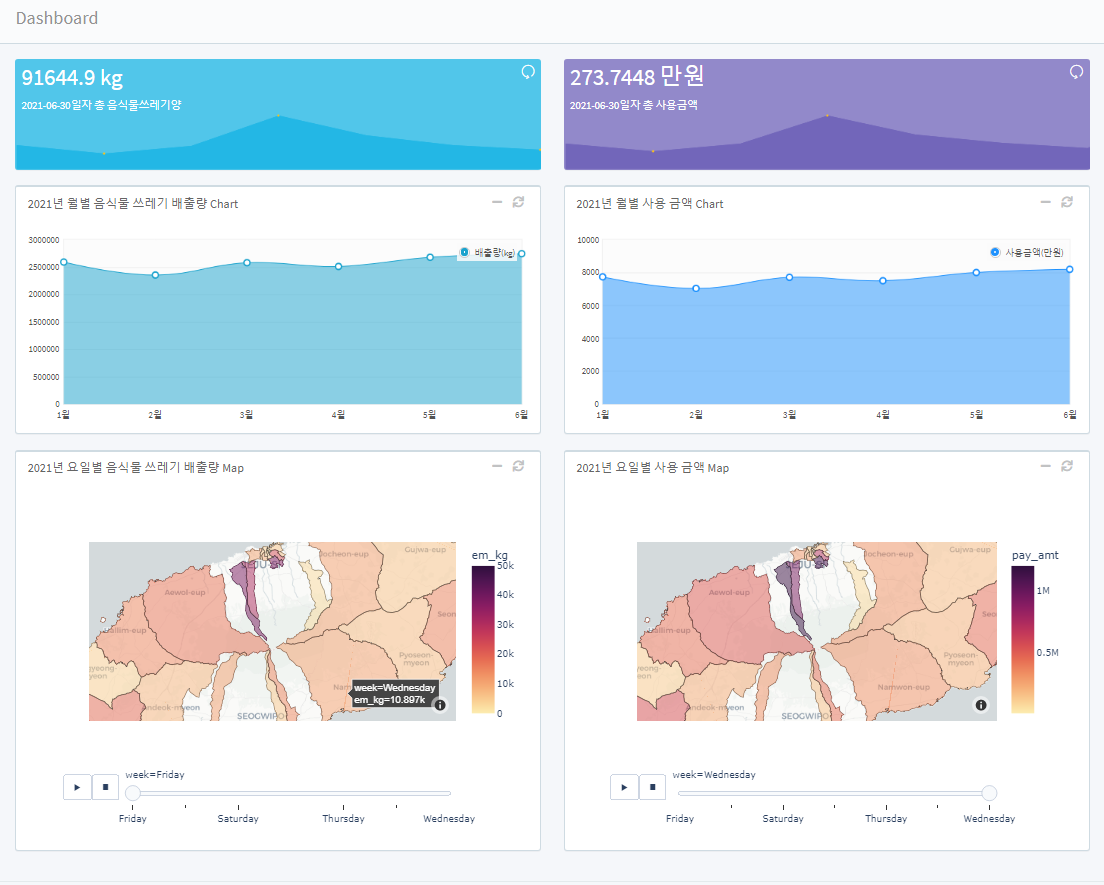 Dashboard
91644.9 kg
2021-06-30일자 총 음식물쓰레기양
273.7448 만원
2021-06-30일자 총 사용금액
2021년 월별 음식물 쓰레기 배출량 Chart
3000000
2500000
2000000
1500000
1000000
500000
0
배출량(kg)
1월
2월
3월
4월
5월
6월
2021년 월별 사용 금액 Chart
10000
8000
6000
4000
2000
0
사용금액(만원)
1월
2월
3월
4월
5월
6월
2021년 요일별 음식물 쓰레기 배출량 Map
Jocheon-eup
Gujwa-eup
SEJU-S
Aewol-eup
Seon
allim-eup
gyeong-
eon
Pyoseon-
myeon
Nam
ndeok-myeon
SEOGWIPO
week=Wednesday
em_kg=10.897k
em_kg
50k
40k
30k
20k
10k
0
week=Friday
Friday
Saturday
Thursday
Wednesday
2021년 요일별 사용 금액 Map
Jocheon-eup
Gujwa-eup
Aewol-eup
Seo
allim-eup
eon
Pyoseon-
myeon
Namwon-eup
ndeok-myeon
SEOGWIPO
pay_amt
1M
0.5M
week=Wednesday
Friday
Saturday
Thursday
Wednesday